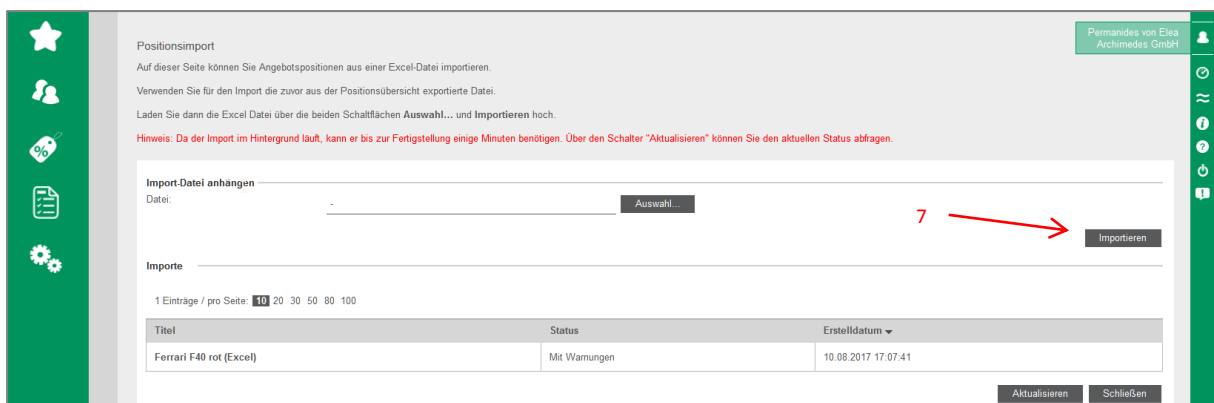 Permanides von Elea
Archimedes GmbH
Positionsimport
Auf dieser Seite können Sie Angebotspositionen aus einer Excel-Datei importieren.
Verwenden Sie für den Import die zuvor aus der Positionsübersicht exportierte Datei.
Laden Sie dann die Excel Datei über die beiden Schaltflächen Auswahl... und Importieren hoch.
Hinweis: Da der Import im Hintergrund läuft, kann er bis zur Fertigstellung einige Minuten benötigen. Über den Schalter "Aktualisieren" können Sie den aktuellen Status abfragen.
Import-Datei anhängen
Datei: - Auswahl...
7
Importieren
Importe
1 Einträge / pro Seite: 10 20 30 50 80 100
Titel Status Erstelldatum
Ferrari F40 rot (Excel) Mit Warnungen 10.08.2017 17:07:41
Aktualisieren Schließen